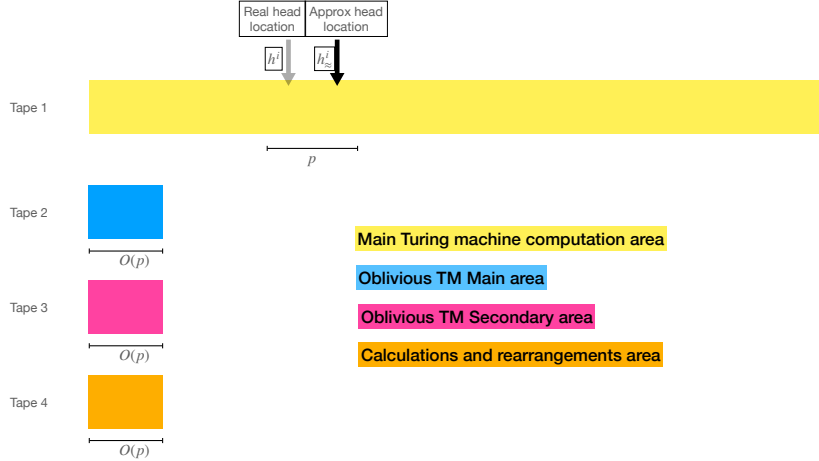 Real head location
Approx head location
$h^i$
$h^i_{\approx}$
Tape 1
$p$
Tape 2
$O(p)$
Main Turing machine computation area
Oblivious TM Main area
Tape 3
Oblivious TM Secondary area
$O(p)$
Calculations and rearrangements area
Tape 4
$O(p)$